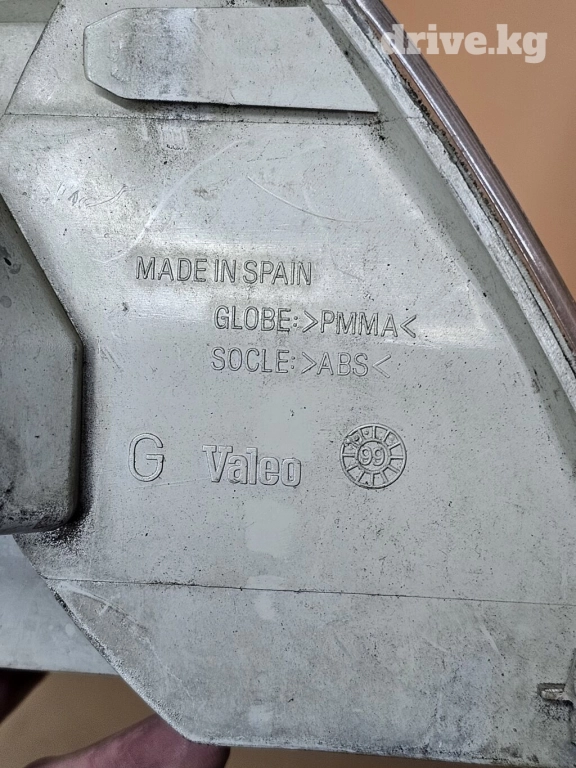 drive.kg
MADE IN SPAIN
GLOBE:>PMMA<
SOCLE:>ABS<
G Valeo
99